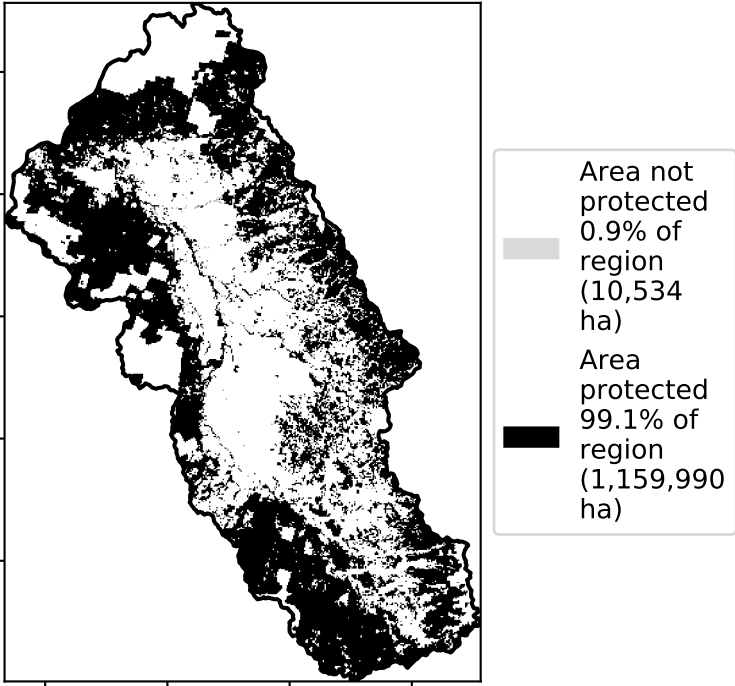 Area not
protected
0.9% of
region
(10,534
ha)
Area
protected
99.1% of
region
(1,159,990
ha)